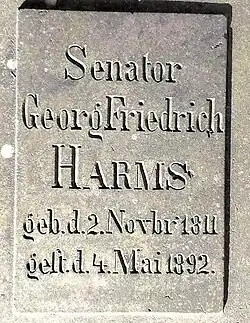 Senator
Georg Friedrich
HARMS
geb. d. 2. Novbr 1811
gest. d. 4. Mai 1892.